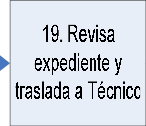 19. Revisa
expediente y
traslada a Técnico